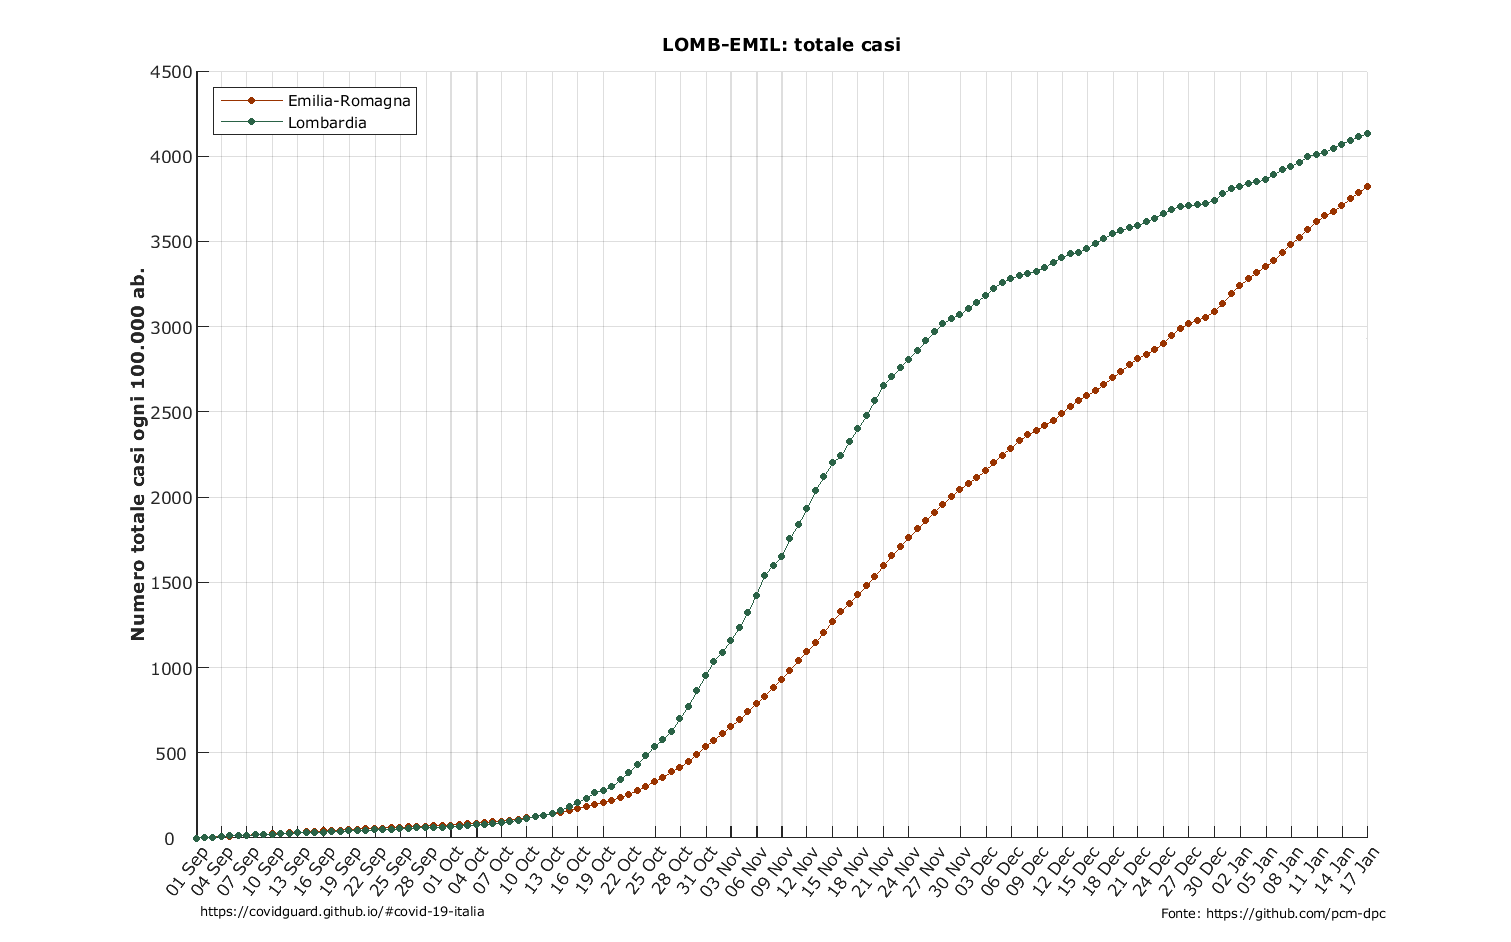 LOMB-EMIL: totale casi
Emilia-Romagna
Lombardia
Numero totale casi ogni 100.000 ab.
4500
4000
3500
3000
2500
2000
1500
1000
500
0
01 Sep
04 Sep
07 Sep
10 Sep
13 Sep
16 Sep
19 Sep
22 Sep
25 Sep
28 Sep
01 Oct
04 Oct
07 Oct
10 Oct
13 Oct
16 Oct
19 Oct
22 Oct
25 Oct
28 Oct
31 Oct
03 Nov
06 Nov
09 Nov
12 Nov
15 Nov
18 Nov
21 Nov
24 Nov
27 Nov
30 Nov
03 Dec
06 Dec
09 Dec
12 Dec
15 Dec
18 Dec
21 Dec
24 Dec
27 Dec
30 Dec
02 Jan
05 Jan
08 Jan
11 Jan
14 Jan
17 Jan
https://covidguard.github.io/#covid-19-italia
Fonte: https://github.com/pcm-dpc